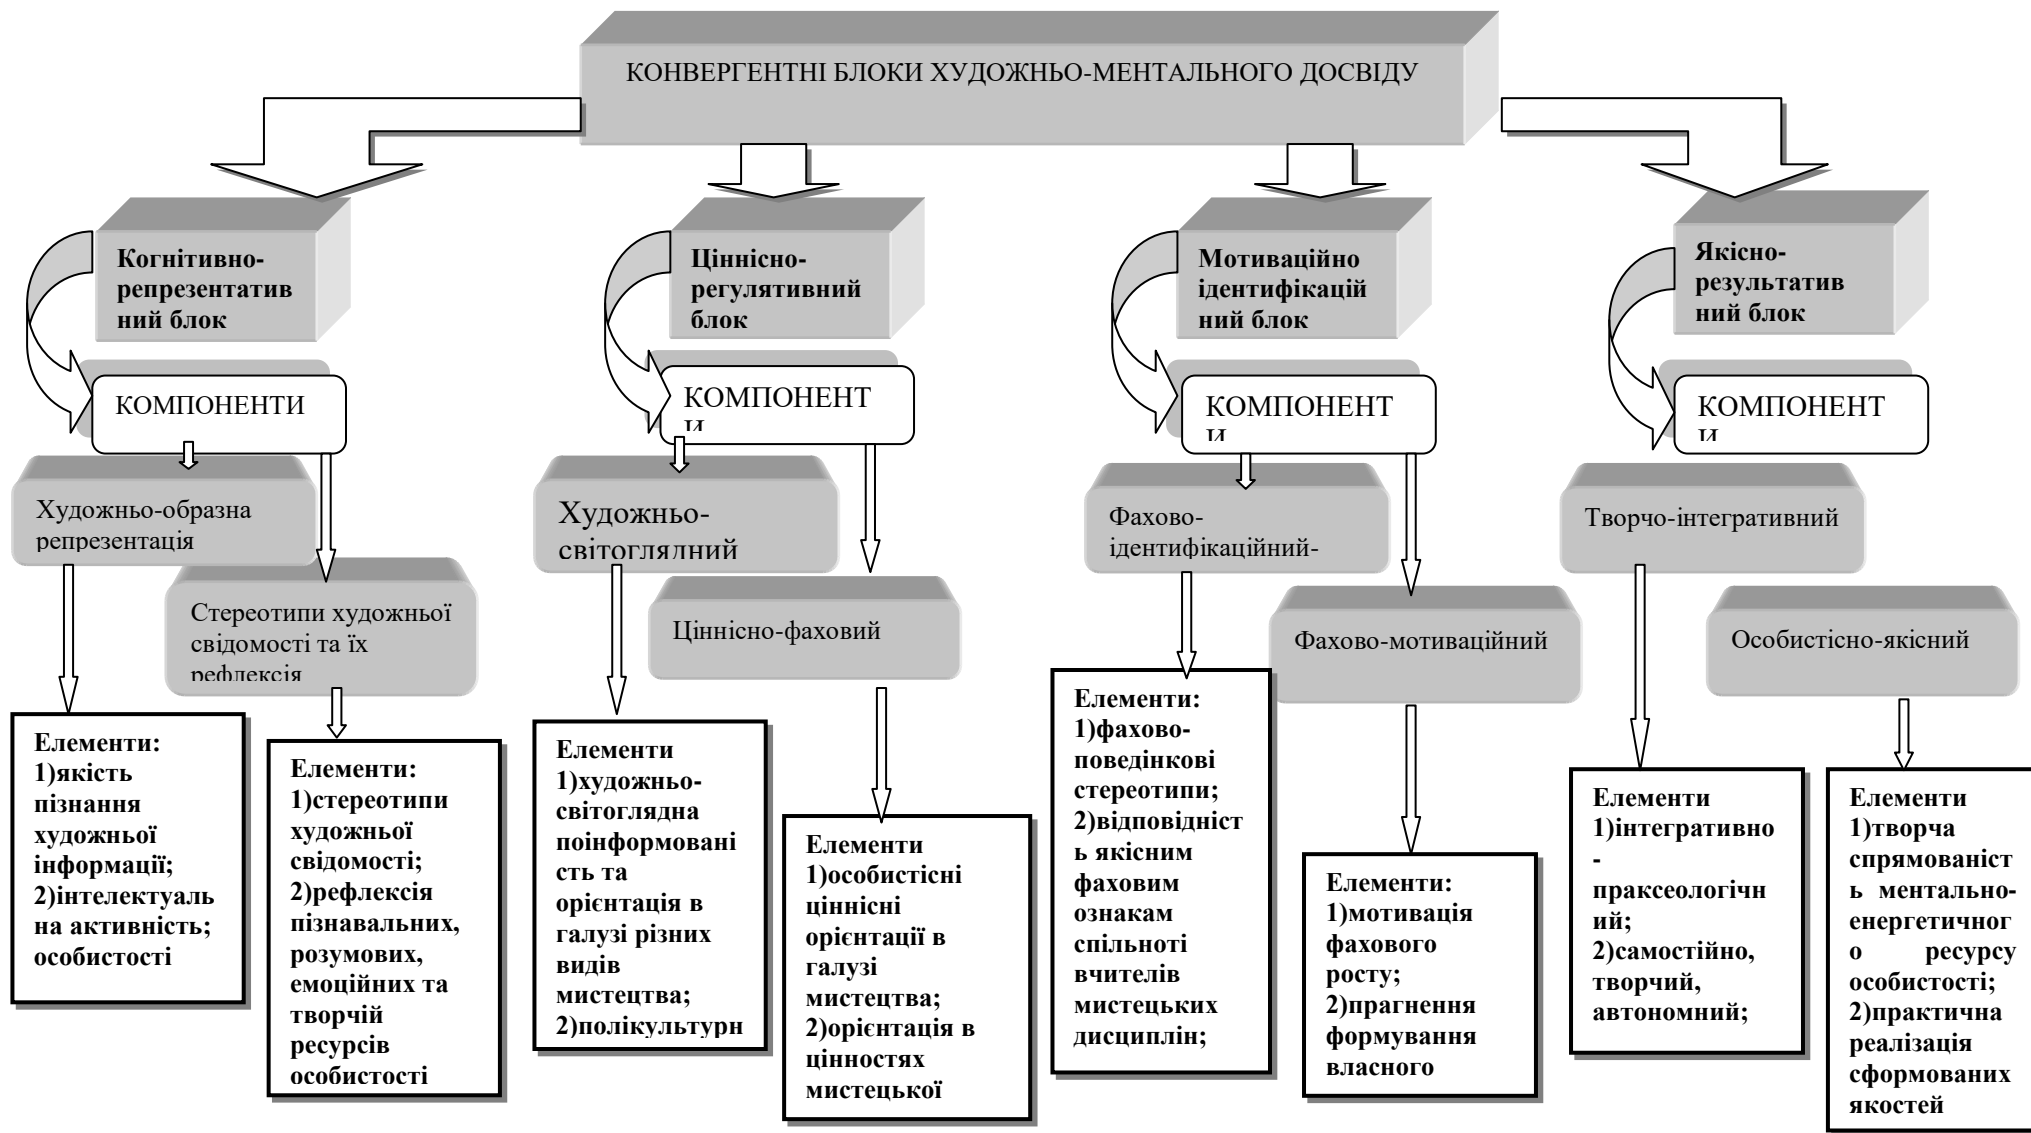 КОНВЕРГЕНТНІ БЛОКИ ХУДОЖНЬО-МЕНТАЛЬНОГО ДОСВІДУ
Когнітивно-
репрезентатив
ний блок
Ціннісно-
регулятивний
блок
Мотиваційно
ідентифікацій
ний блок
Якісно-
результатив
ний блок
КОМПОНЕНТИ
КОМПОНЕНТ
И
КОМПОНЕНТ
И
КОМПОНЕНТ
И
Художньо-образна
репрезентація
Стереотипи художньої
свідомості та їх
рефлексія
Художньо-
світоглядний
Ціннісно-фаховий
Фахово-
ідентифікаційний-
Фахово-мотиваційний
Творчо-інтегративний
Особистісно-якісний
Елементи:
1)якість
пізнання
художньої
інформації;
2)інтелектуаль
на активність;
особистості
Елементи:
1)стереотипи
художньої
свідомості;
2)рефлексія
пізнавальних,
розумових,
емоційних та
творчій
ресурсів
особистості
Елементи
1)художньо-
світоглядна
поінформовані
сть та
орієнтація в
галузі різних
видів
мистецтва;
2)полікультурн
Елементи
1)особистісні
ціннісні
орієнтації в
галузі
мистецтва;
2)орієнтація в
цінностях
мистецької
Елементи:
1)фахово-
поведінкові
стереотипи;
2)відповідніст
ь якісним
фаховим
ознакам
спільноті
вчителів
мистецьких
дисциплін;
Елементи:
1)мотивація
фахового
росту;
2)прагнення
формування
власного
Елементи
1)інтегративно
-
праксеологічн
ий;
2)самостійно,
творчий,
автономний;
Елементи
1)творча
спрямованіст
ь ментально-
енергетичног
о ресурсу
особистості;
2)практична
реалізація
сформованих
якостей